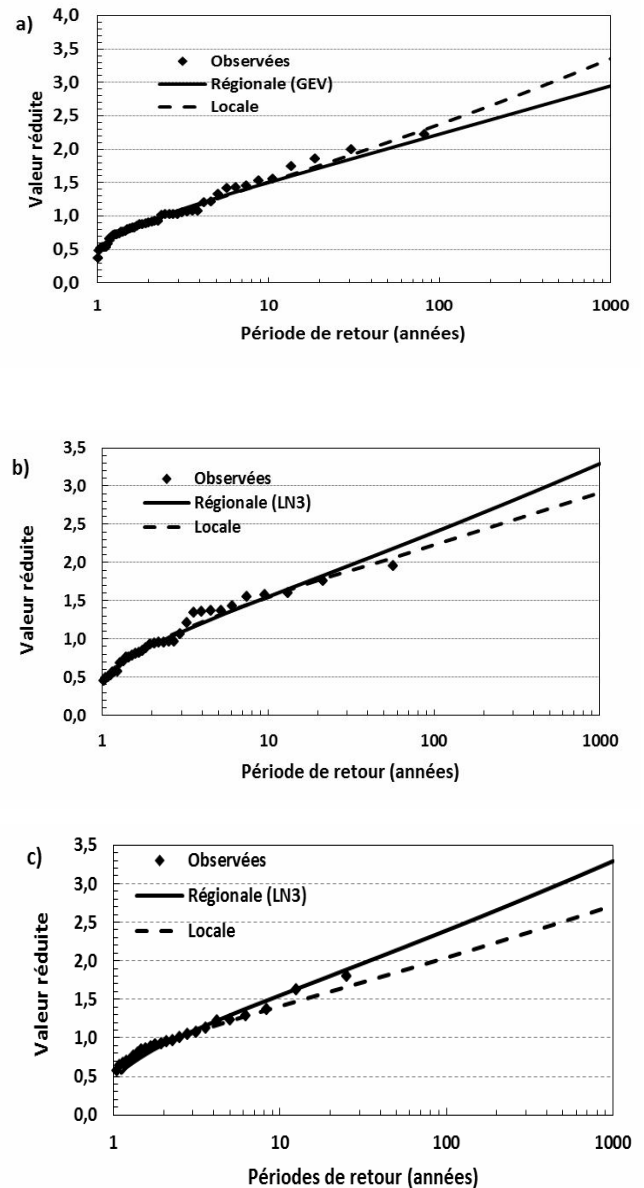 a)
4,0
3,5
3,0
2,5
2,0
1,5
1,0
0,5
0,0
Valeur réduite
Observées
Régionale (GEV)
Locale
1
10
100
1000
Période de retour (années)
b)
3,5
3,0
2,5
2,0
1,5
1,0
0,5
0,0
Valeur réduite
Observées
Régionale (LN3)
Locale
1
10
100
1000
Période de retour (années)
c)
3,5
3,0
2,5
2,0
1,5
1,0
0,5
0,0
Valeur réduite
Observées
Régionale (LN3)
Locale
1
10
100
1000
Périodes de retour (années)